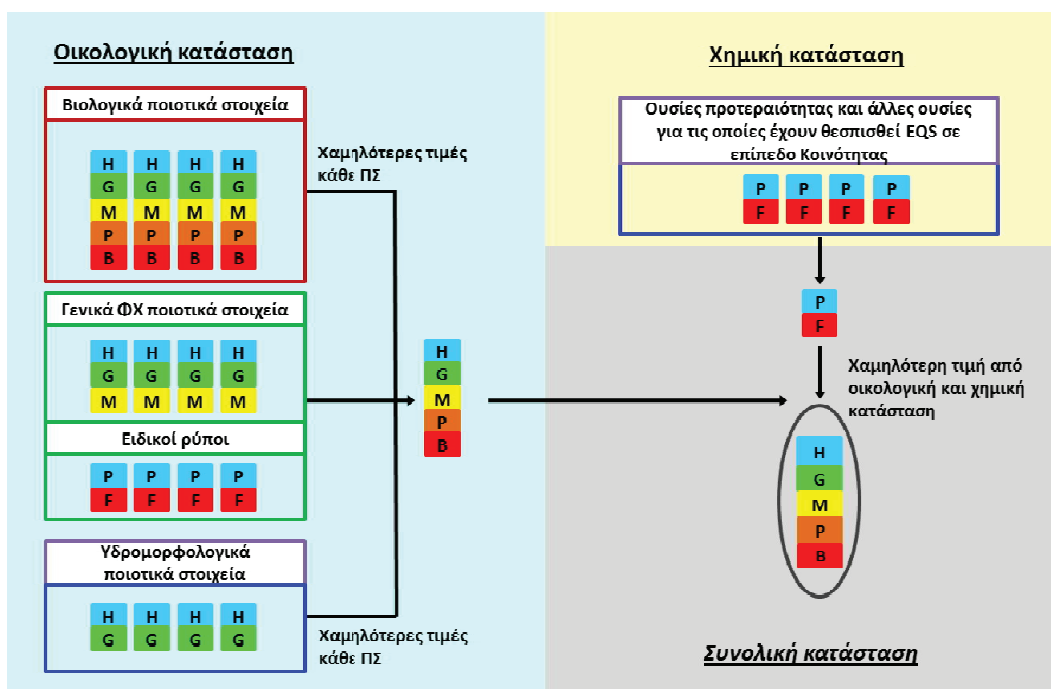 Οικολογική κατάσταση
Βιολογικά ποιοτικά στοιχεία
H H H H
G G G G
M M M M
P P P P
B B B B
Χαμηλότερες τιμές
κάθε ΠΣ
Γενικά ΦΧ ποιοτικά στοιχεία
H H H H
G G G G
M M M M
Ειδικοί ρύποι
P P P P
F F F F
Υδρομορφολογικά
ποιοτικά στοιχεία
H H H H
G G G G
Χαμηλότερες τιμές
κάθε ΠΣ
H
G
M
P
B
Χημική κατάσταση
Ουσίες προτεραιότητας και άλλες ουσίες
για τις οποίες έχουν θεσπισθεί EQS σε
επίπεδο Κοινότητας
P P P P
F F F F
P
F
Χαμηλότερη τιμή από
οικολογική και χημική
κατάσταση
H
G
M
P
B
Συνολική κατάσταση